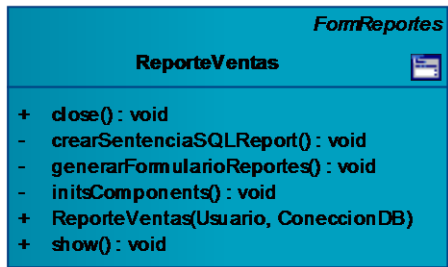 FormReportes
ReporteVentas
+ close() : void
- crearSentenciaSQLReport() : void
- generarFormularioReportes() : void
- initsComponents() : void
+ ReporteVentas(Usuario, ConeccionDB)
+ show() : void